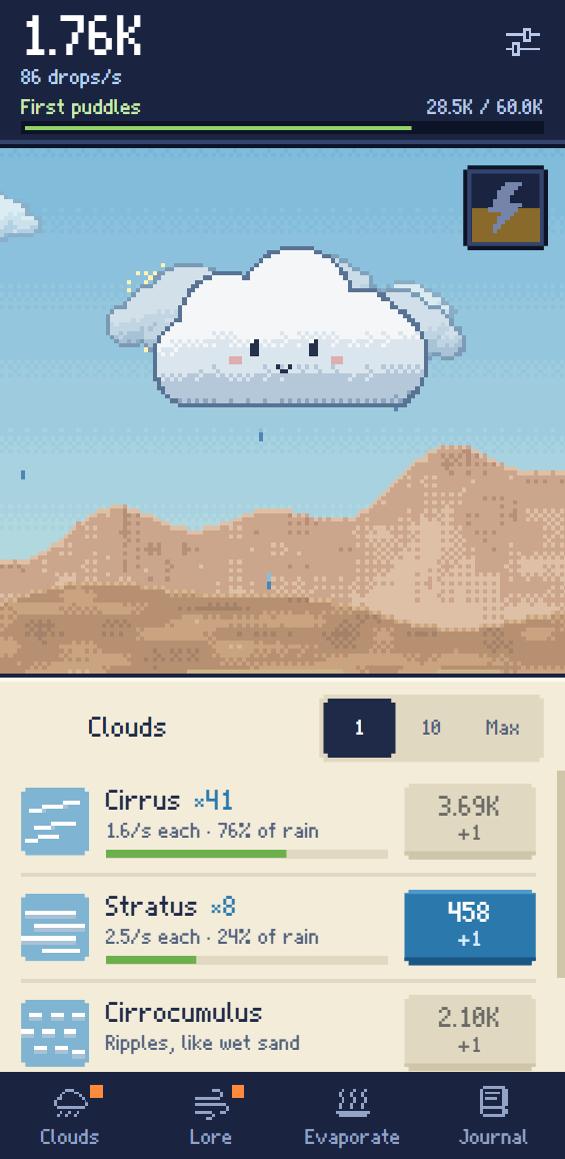 1.76K
86 drops/s
First puddles 28.5K / 60.0K
Clouds 1 10 Max
Cirrus ×41
1.6/s each · 76% of rain
3.69K
+1
Stratus ×8
2.5/s each · 24% of rain
458
+1
Cirrocumulus
Ripples, like wet sand
2.10K
+1
Clouds Lore Evaporate Journal